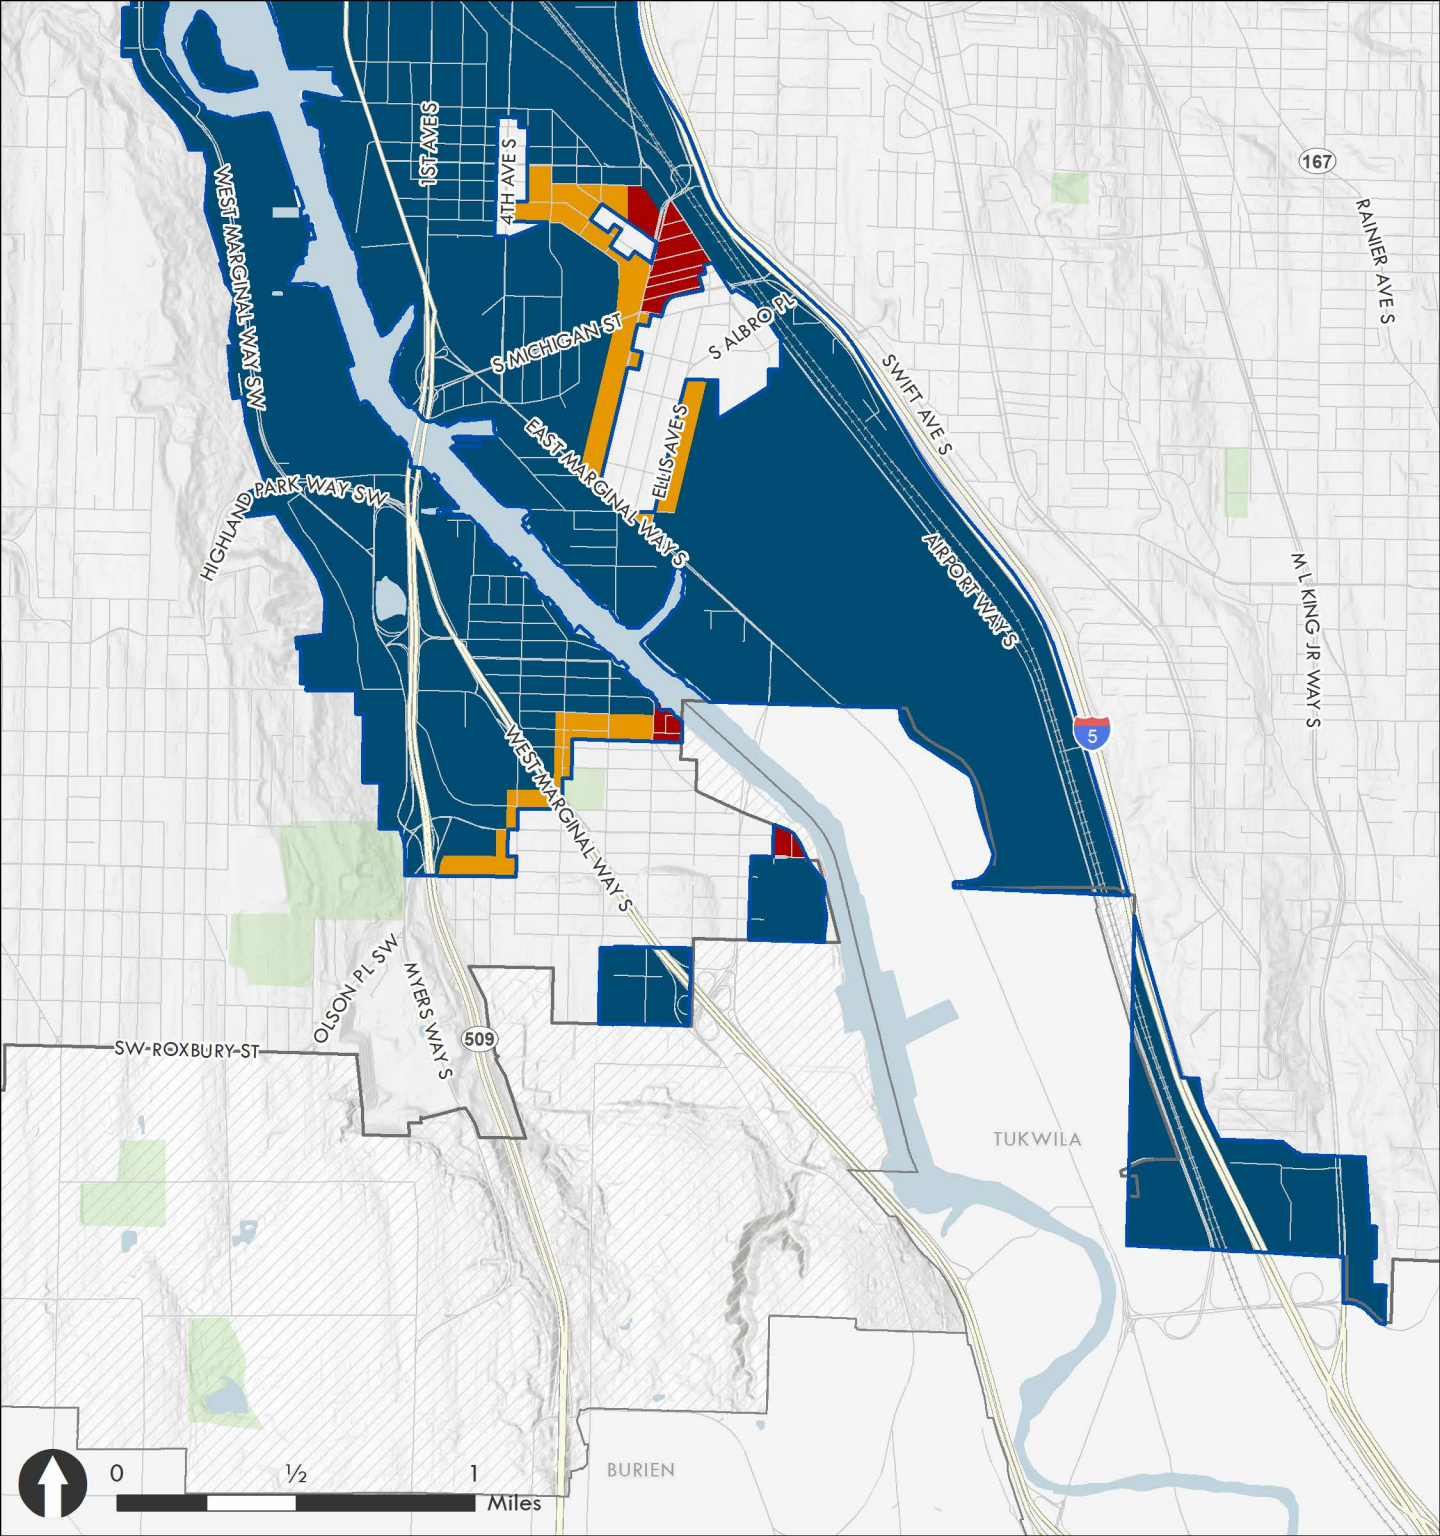 1ST AVE S
4TH AVE S
167
WEST MARGINAL WAY SW
RAINIER AVE S
S MICHIGAN ST
S ALBRO PL
SWIFT AVE S
ELLIS AVE S
EAST MARGINAL WAY S
HIGHLAND PARK WAY SW
AIRPORT WAY S
M L KING JR WAY S
5
WEST MARGINAL WAY S
OLSON PL SW
MYERS WAY S
509
SW ROXBURY ST
TUKWILA
BURIEN
0 ½ 1
Miles